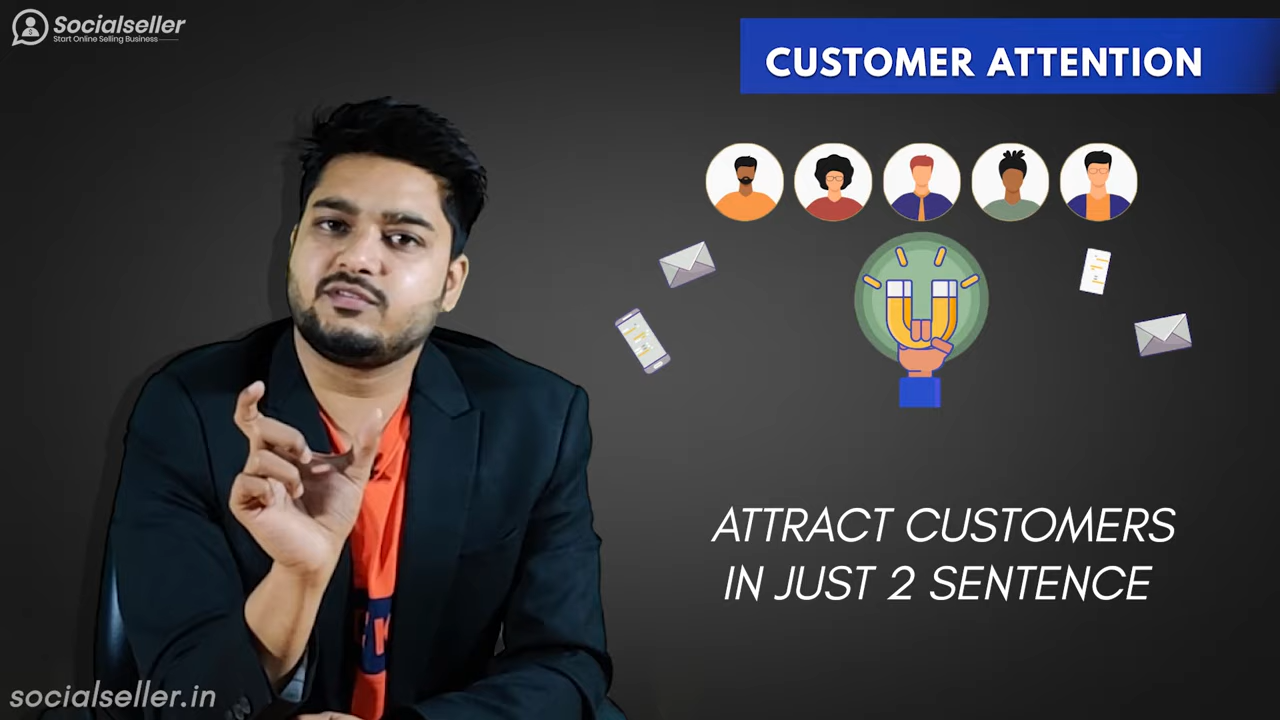 Socialseller
Start Online Selling Business
CUSTOMER ATTENTION
ATTRACT CUSTOMERS
IN JUST 2 SENTENCE
socialseller.in